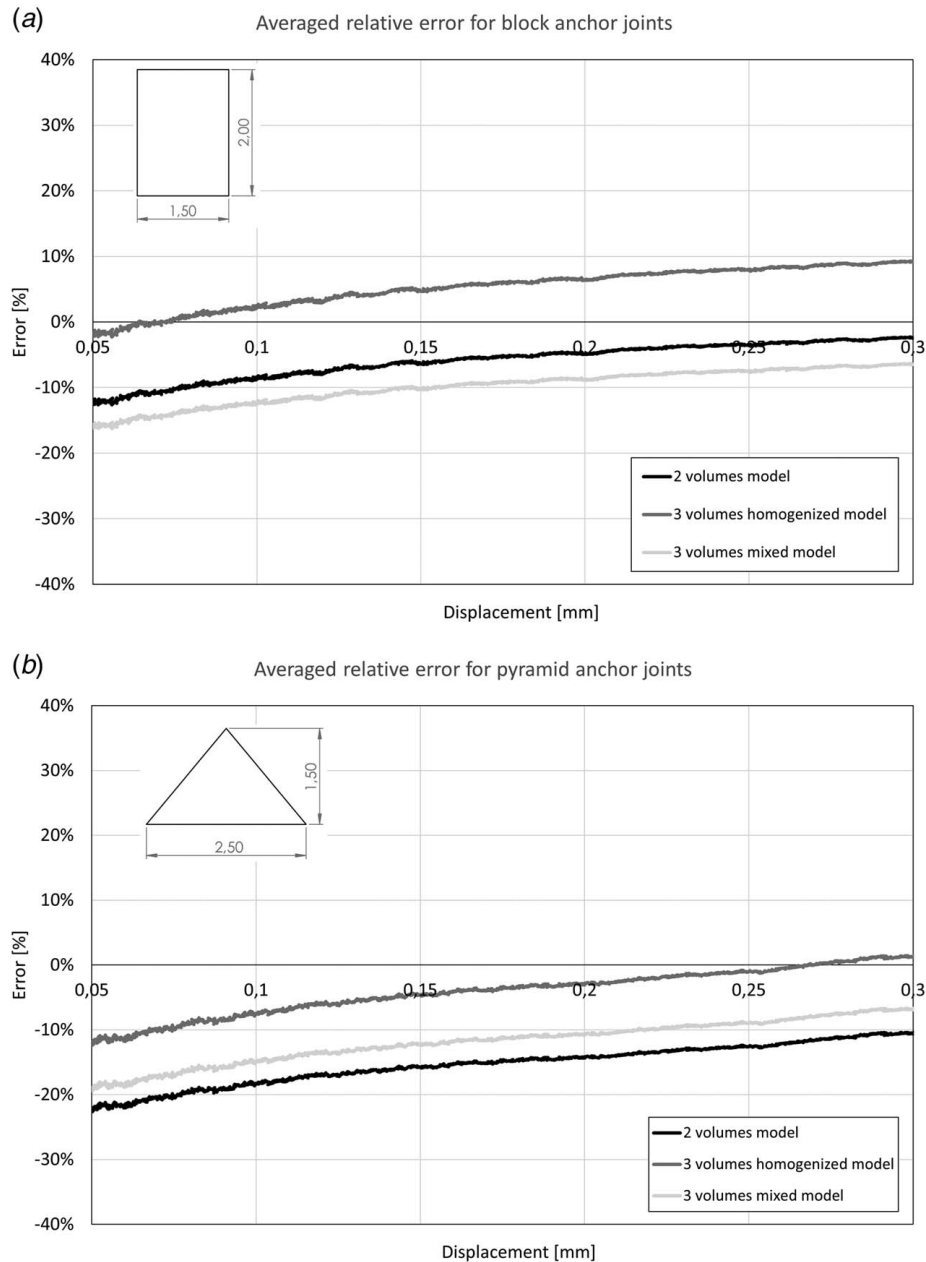 (a)
Averaged relative error for block anchor joints
40%
30%
20%
10%
0%
-10%
-20%
-30%
-40%
Error [%]
2,00
1,50
0,05
0,1
0,15
0,2
0,25
0,3
2 volumes model
3 volumes homogenized model
3 volumes mixed model
Displacement [mm]
(b)
Averaged relative error for pyramid anchor joints
40%
30%
20%
10%
0%
-10%
-20%
-30%
-40%
Error [%]
1,50
2,50
0,05
0,1
0,15
0,2
0,25
0,3
2 volumes model
3 volumes homogenized model
3 volumes mixed model
Displacement [mm]